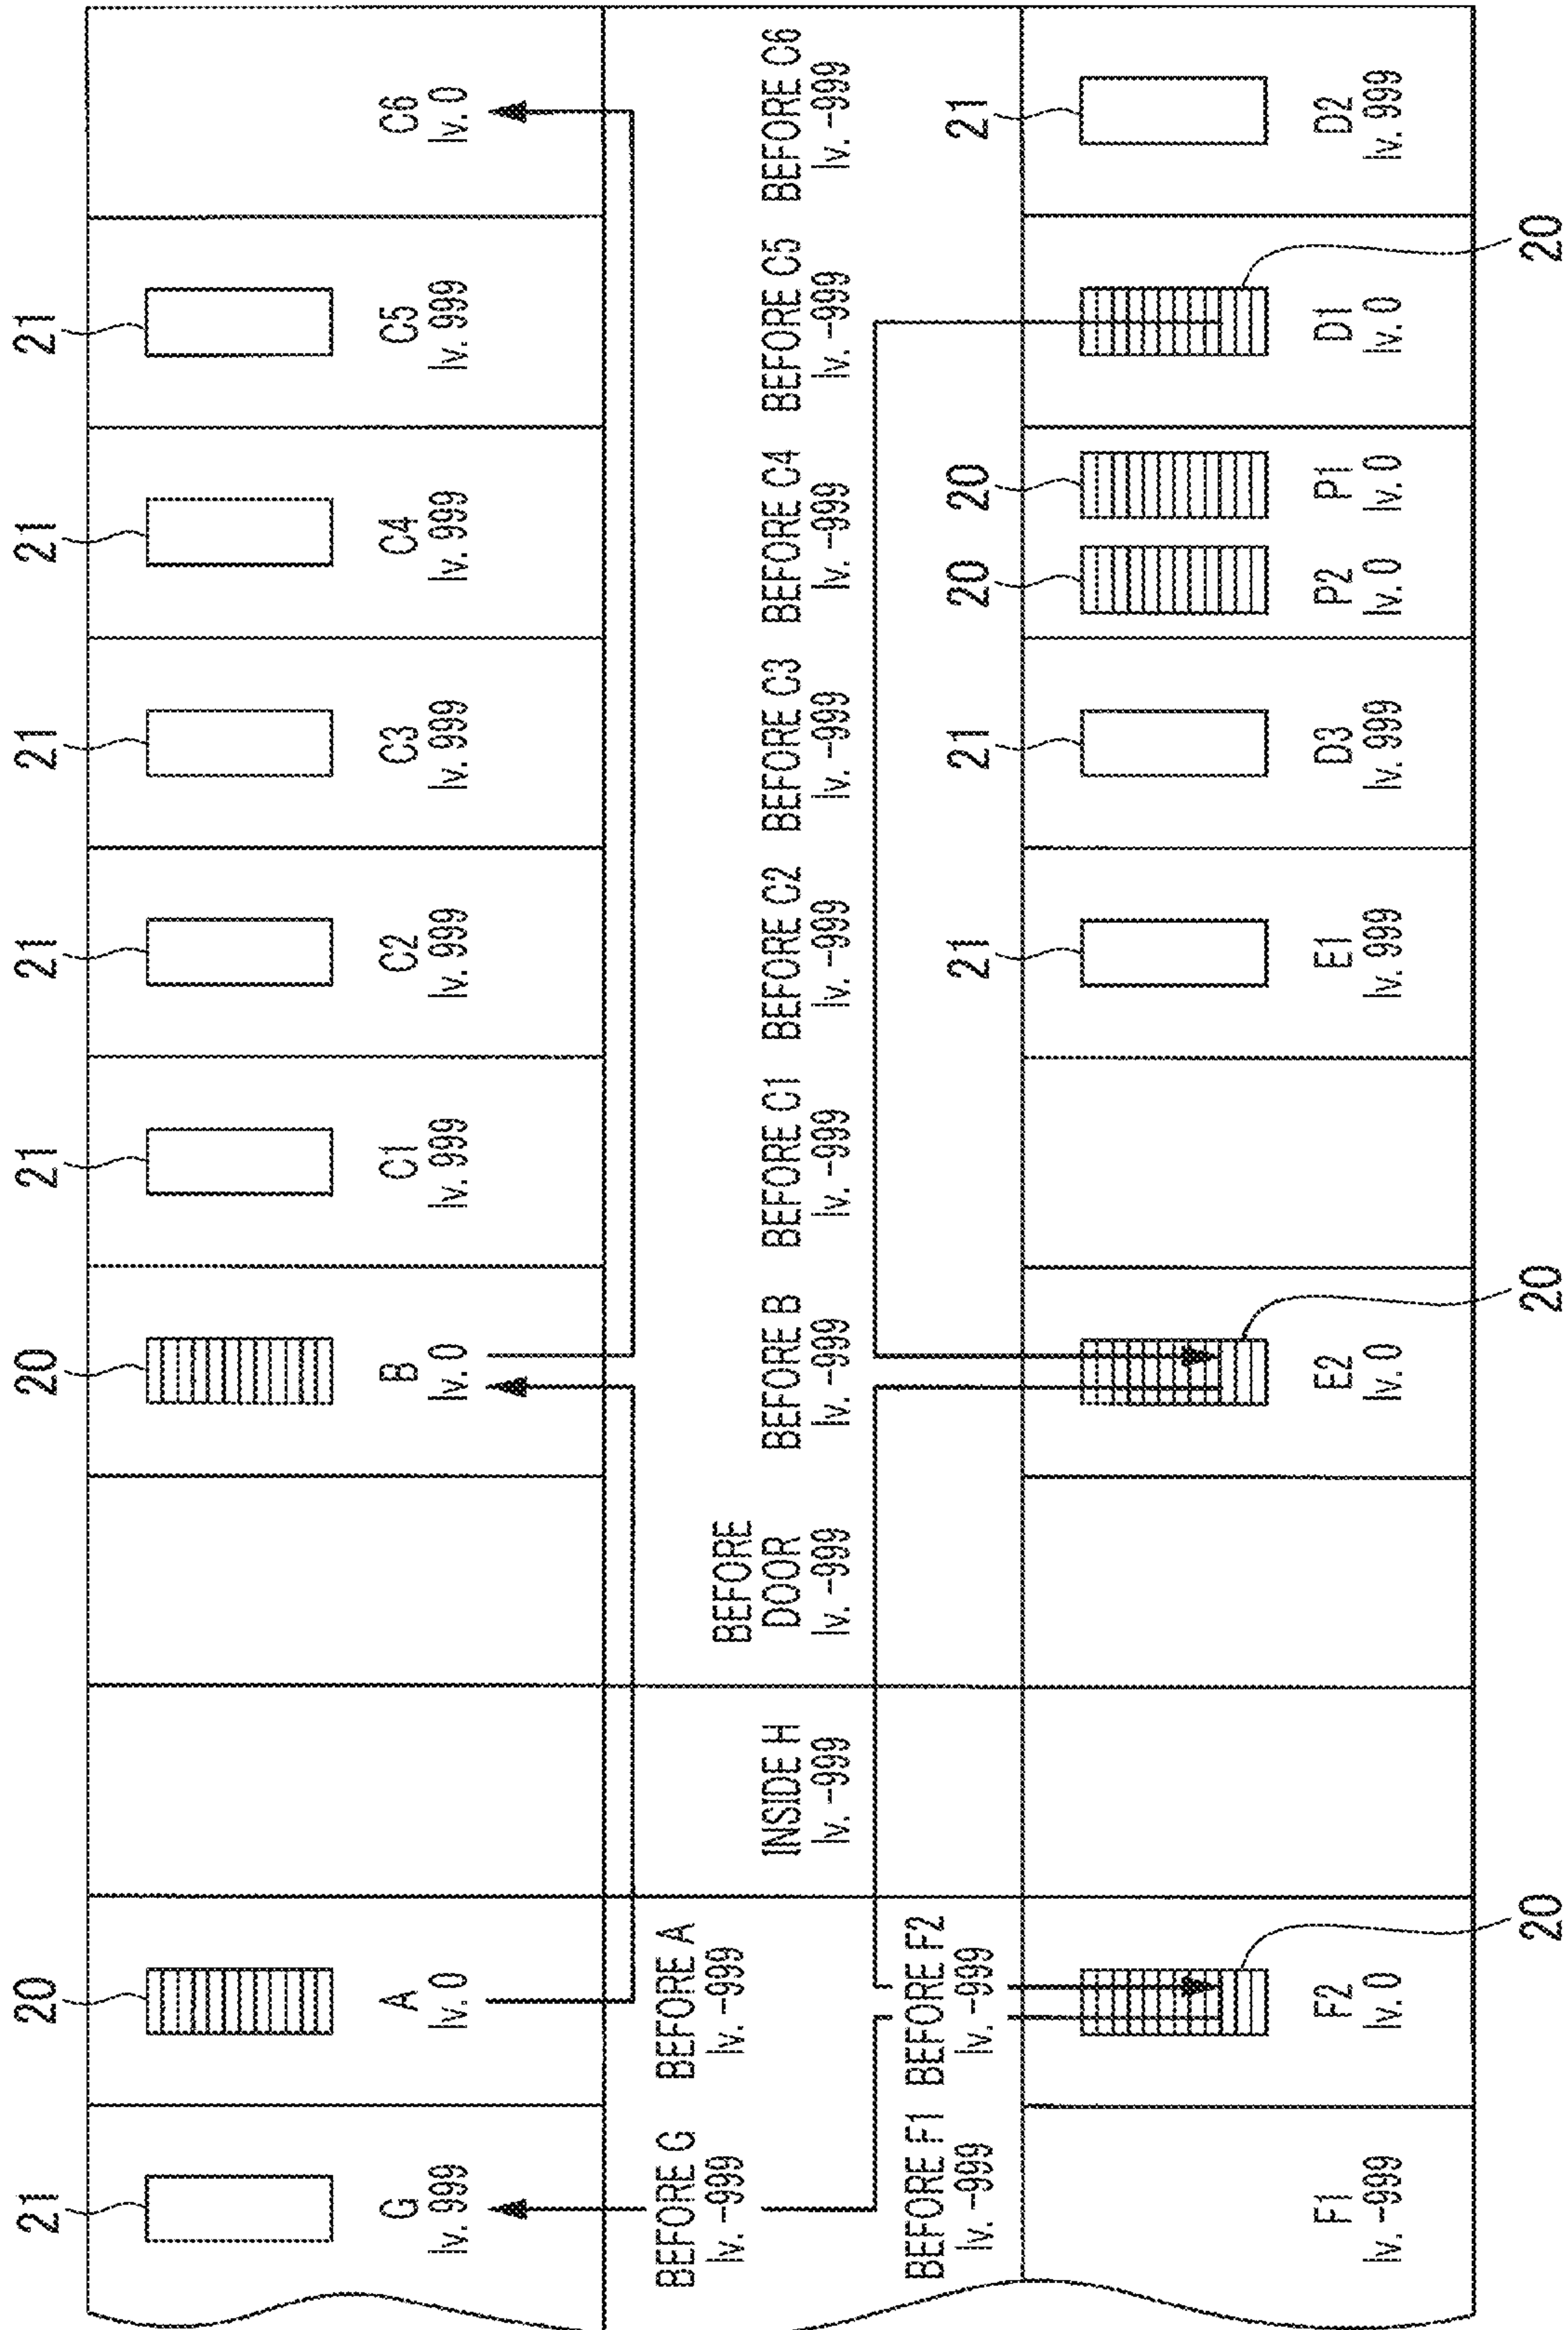 21
20
20
21
21
21
21
21
G
lv. 999
A
lv. 0
B
lv. 0
C1
lv. 999
C2
lv. 999
C3
lv. 999
C4
lv. 999
C5
lv. 999
C6
lv. 0
BEFORE G
lv. -999
BEFORE A
lv. -999
INSIDE H
lv. -999
BEFORE
DOOR
lv. -999
BEFORE B
lv. -999
BEFORE C1
lv. -999
BEFORE C2
lv. -999
BEFORE C3
lv. -999
BEFORE C4
lv. -999
BEFORE C5
lv. -999
BEFORE C6
lv. -999
BEFORE F1
lv. -999
BEFORE F2
lv. -999
21
21
20
20
21
F1
lv. -999
F2
lv. 0
E2
lv. 0
E1
lv. 999
D3
lv. 999
P2
lv. 0
P1
lv. 0
D1
lv. 0
D2
lv. 999
20
20
20